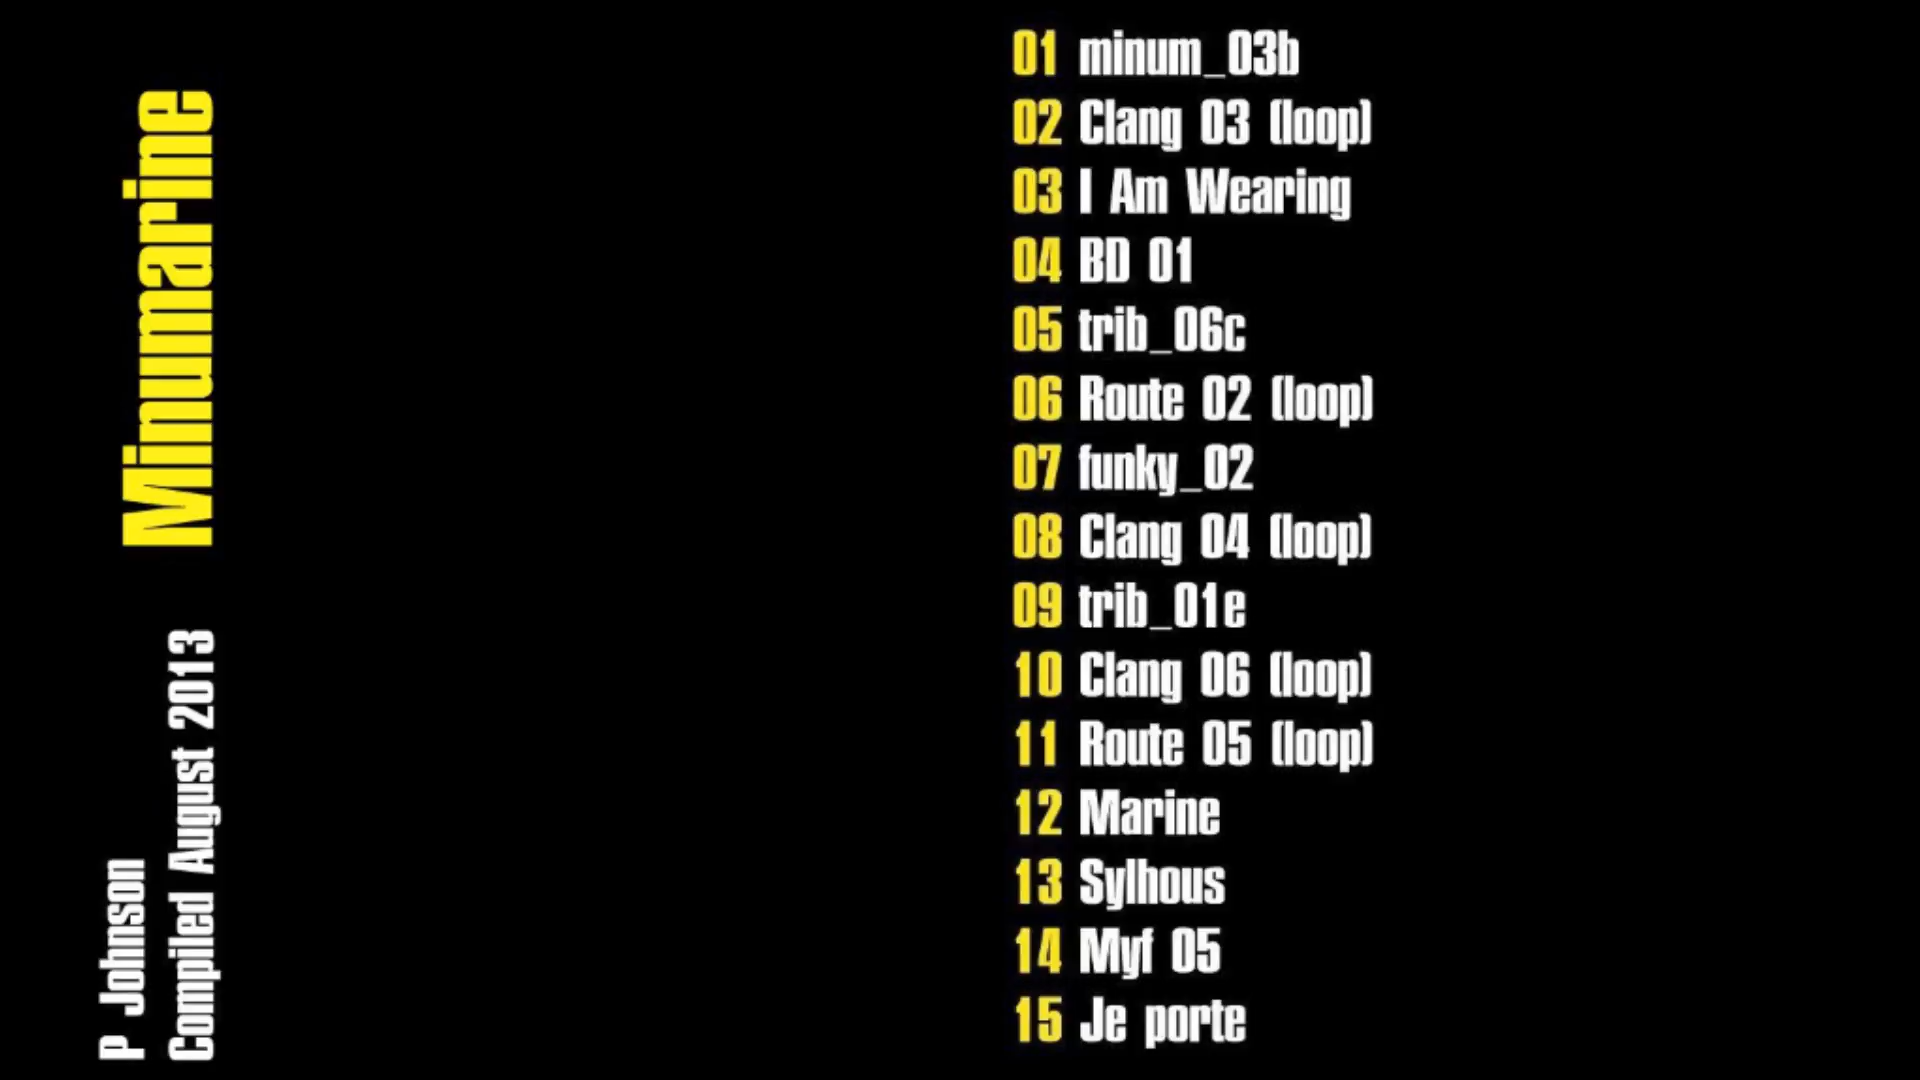 Minumarine
P Johnson
Compiled August 2013
01 minum_03b
02 Clang 03 (loop)
03 I Am Wearing
04 BD 01
05 trib_06c
06 Route 02 (loop)
07 funky_02
08 Clang 04 (loop)
09 trib_01e
10 Clang 06 (loop)
11 Route 05 (loop)
12 Marine
13 Sylhous
14 Myf 05
15 Je porte